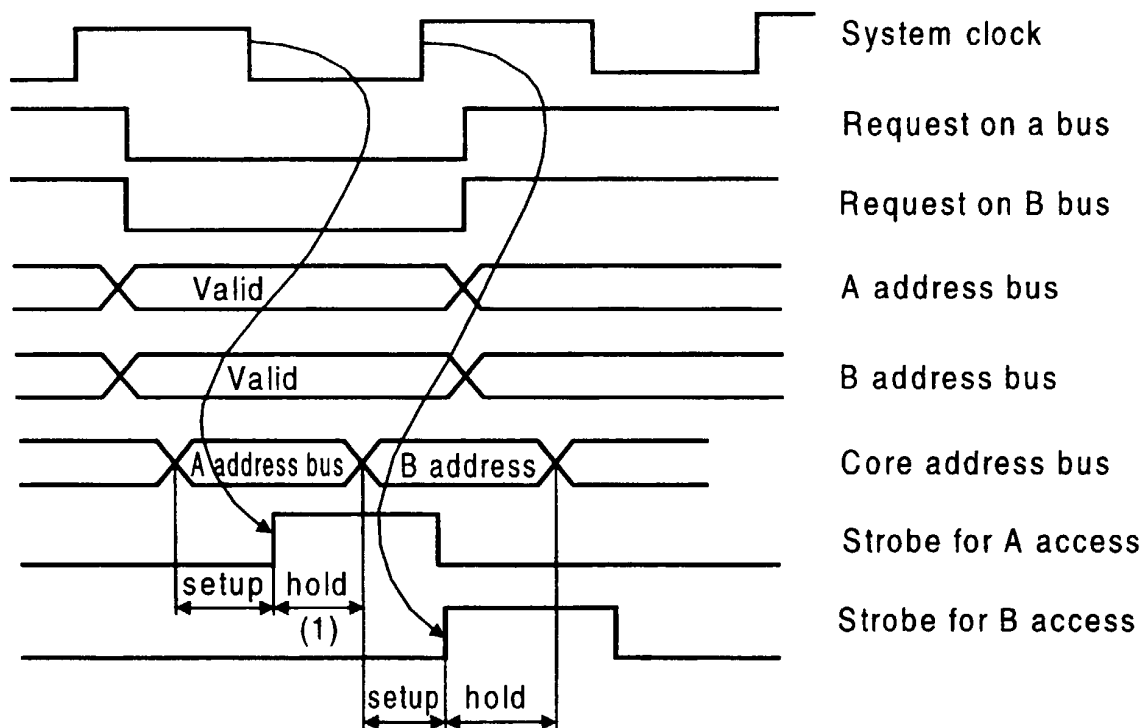 System clock
Request on a bus
Request on B bus
Valid
A address bus
Valid
B address bus
A address bus
B address
Core address bus
Strobe for A access
setup
hold
(1)
Strobe for B access
setup
hold